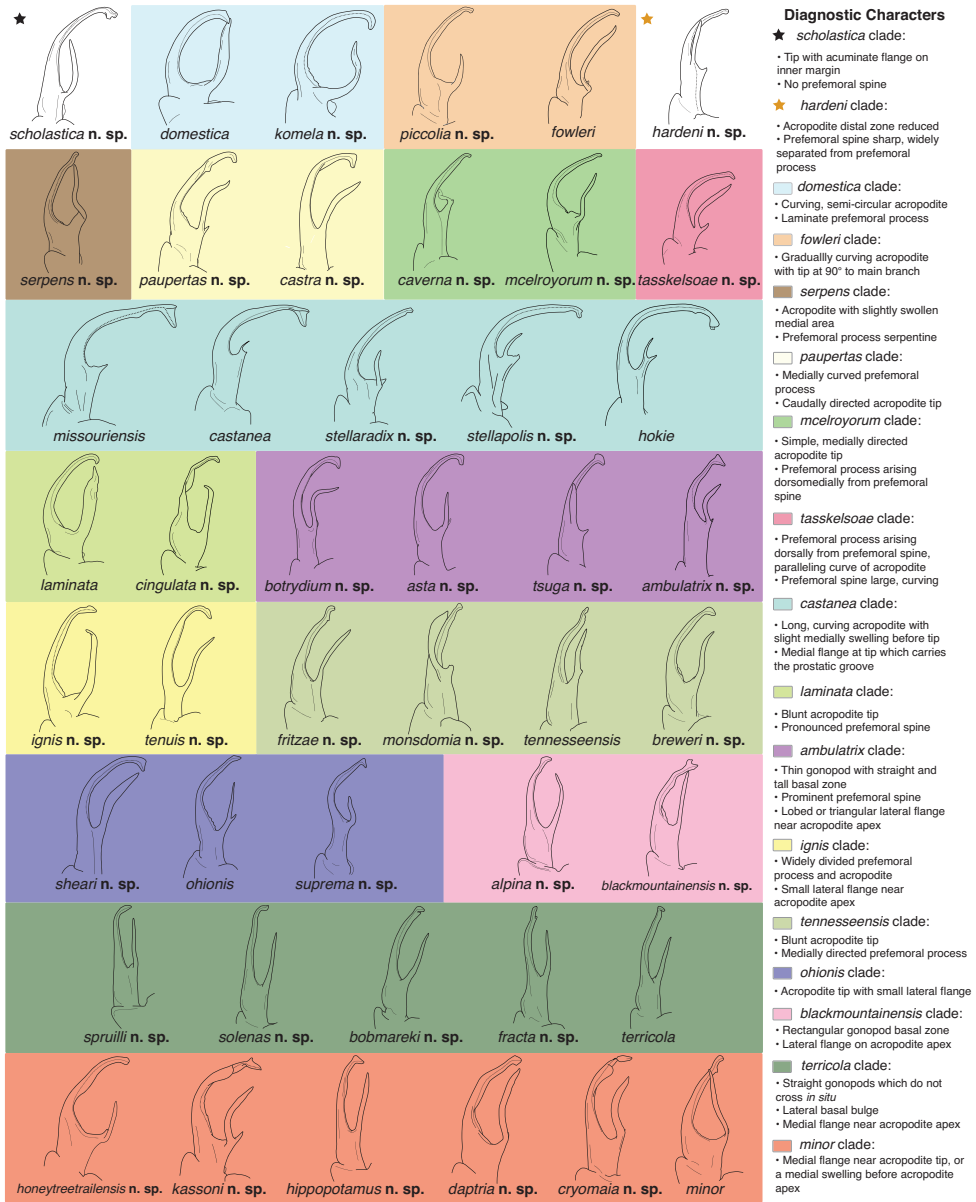 scholastica n. sp.
domestica
komela n. sp.
piccolia n. sp.
fowleri
hardeni n. sp.
serpens n. sp.
paupertas n. sp.
castra n. sp.
caverna n. sp.
mcelroyorum n. sp.
tasskelsoae n. sp.
missouriensis
castanea
stellaradix n. sp.
stellapolis n. sp.
hokie
laminata
cingulata n. sp.
botrydium n. sp.
asta n. sp.
tsuga n. sp.
ambulatrix n. sp.
ignis n. sp.
tenuis n. sp.
fritzae n. sp.
monsdomia n. sp.
tennesseensis
breweri n. sp.
sheari n. sp.
ohionis
suprema n. sp.
alpina n. sp.
blackmountainensis n. sp.
spruilli n. sp.
solenas n. sp.
bobmareki n. sp.
fracta n. sp.
terricola
honeytreetrailensis n. sp.
kassoni n. sp.
hippopotamus n. sp.
daptria n. sp.
cryomaia n. sp.
minor
Diagnostic Characters
scholastica clade:
• Tip with acuminate flange on
inner margin
• No prefemoral spine
hardeni clade:
• Acropodite distal zone reduced
• Prefemoral spine sharp, widely
separated from prefemoral
process
domestica clade:
• Curving, semi-circular acropodite
• Laminate prefemoral process
fowleri clade:
• Graduallly curving acropodite
with tip at 90° to main branch
serpens clade:
• Acropodite with slightly swollen
medial area
• Prefemoral process serpentine
paupertas clade:
• Medially curved prefemoral
process
• Caudally directed acropodite tip
mcelroyorum clade:
• Simple, medially directed
acropodite tip
• Prefemoral process arising
dorsomedially from prefemoral
spine
tasskelsoae clade:
• Prefemoral process arising
dorsally from prefemoral spine,
paralleling curve of acropodite
• Prefemoral spine large, curving
castanea clade:
• Long, curving acropodite with
slight medially swelling before tip
• Medial flange at tip which carries
the prostatic groove
laminata clade:
• Blunt acropodite tip
• Pronounced prefemoral spine
ambulatrix clade:
• Thin gonopod with straight and
tall basal zone
• Prominent prefemoral spine
• Lobed or triangular lateral flange
near acropodite apex
ignis clade:
• Widely divided prefemoral
process and acropodite
• Small lateral flange near
acropodite apex
tennesseensis clade:
• Blunt acropodite tip
• Medially directed prefemoral process
ohionis clade:
• Acropodite tip with small lateral flange
blackmountainensis clade:
• Rectangular gonopod basal zone
• Lateral flange on acropodite apex
terricola clade:
• Straight gonopods which do not
cross in situ
• Lateral basal bulge
• Medial flange near acropodite apex
minor clade:
• Medial flange near acropodite tip, or
a medial swelling before acropodite
apex